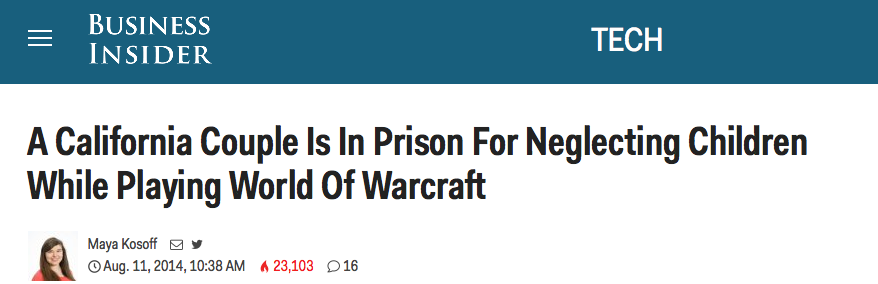 BUSINESS
INSIDER
TECH
A California Couple Is In Prison For Neglecting Children
While Playing World Of Warcraft
Maya Kosoff
Aug. 11, 2014, 10:38 AM 23,103 16